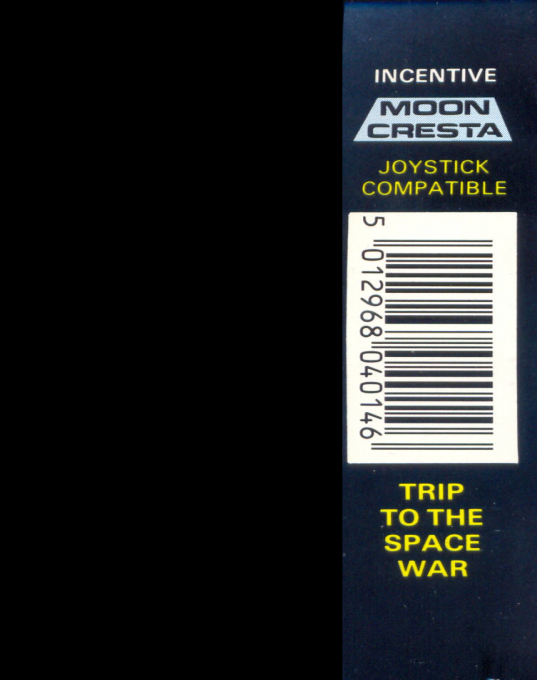 INCENTIVE
MOON
CRESTA
JOYSTICK
COMPATIBLE
5 012968 040146
TRIP
TO THE
SPACE
WAR